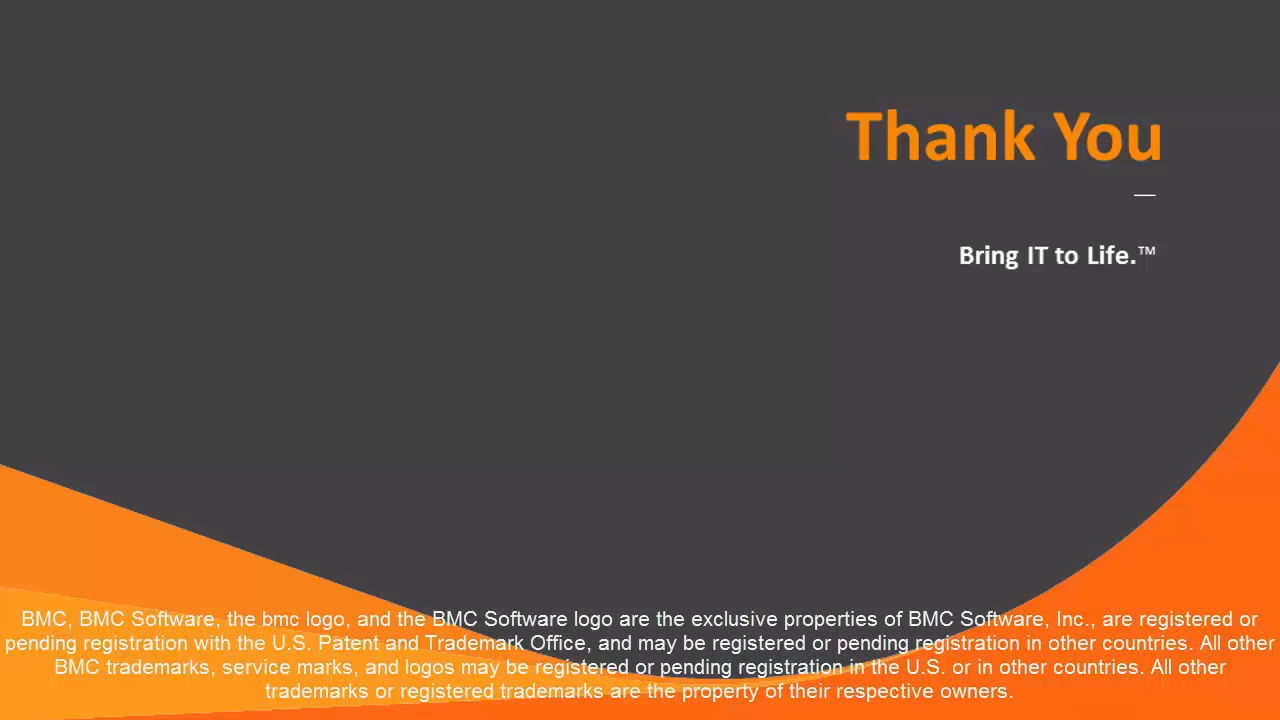 Thank You
Bring IT to Life.™
BMC, BMC Software, the bmc logo, and the BMC Software logo are the exclusive properties of BMC Software, Inc., are registered or
pending registration with the U.S. Patent and Trademark Office, and may be registered or pending registration in other countries. All other
BMC trademarks, service marks, and logos may be registered or pending registration in the U.S. or in other countries. All other
trademarks or registered trademarks are the property of their respective owners.